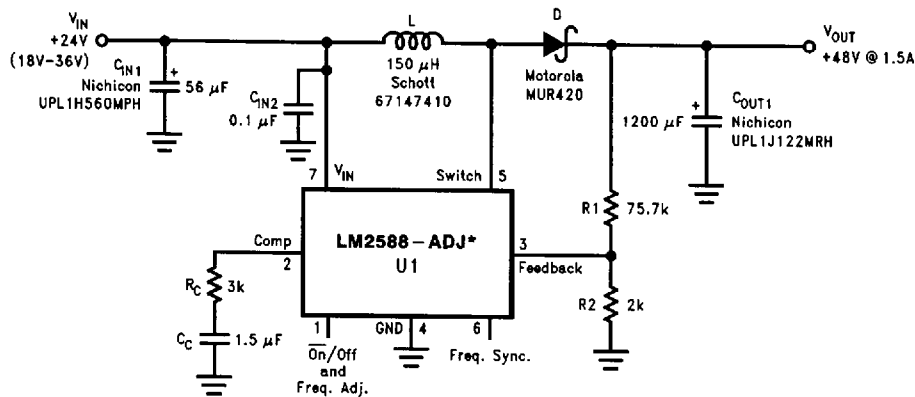 V_IN
+24V
(18V-36V)
C_IN1
Nichicon
UPL1H560MPH
+
56 μF
C_IN2
0.1 μF
L
150 μH
Schott
67147410
D
Motorola
MUR420
V_OUT
+48V @ 1.5A
1200 μF
+
C_OUT1
Nichicon
UPL1J122MRH
7
V_IN
Switch
5
R1
75.7k
LM2588-ADJ*
U1
Comp
2
3
Feedback
R_C
3k
R2
2k
C_C
1.5 μF
1
On/Off
and
Freq. Adj.
GND
4
6
Freq. Sync.